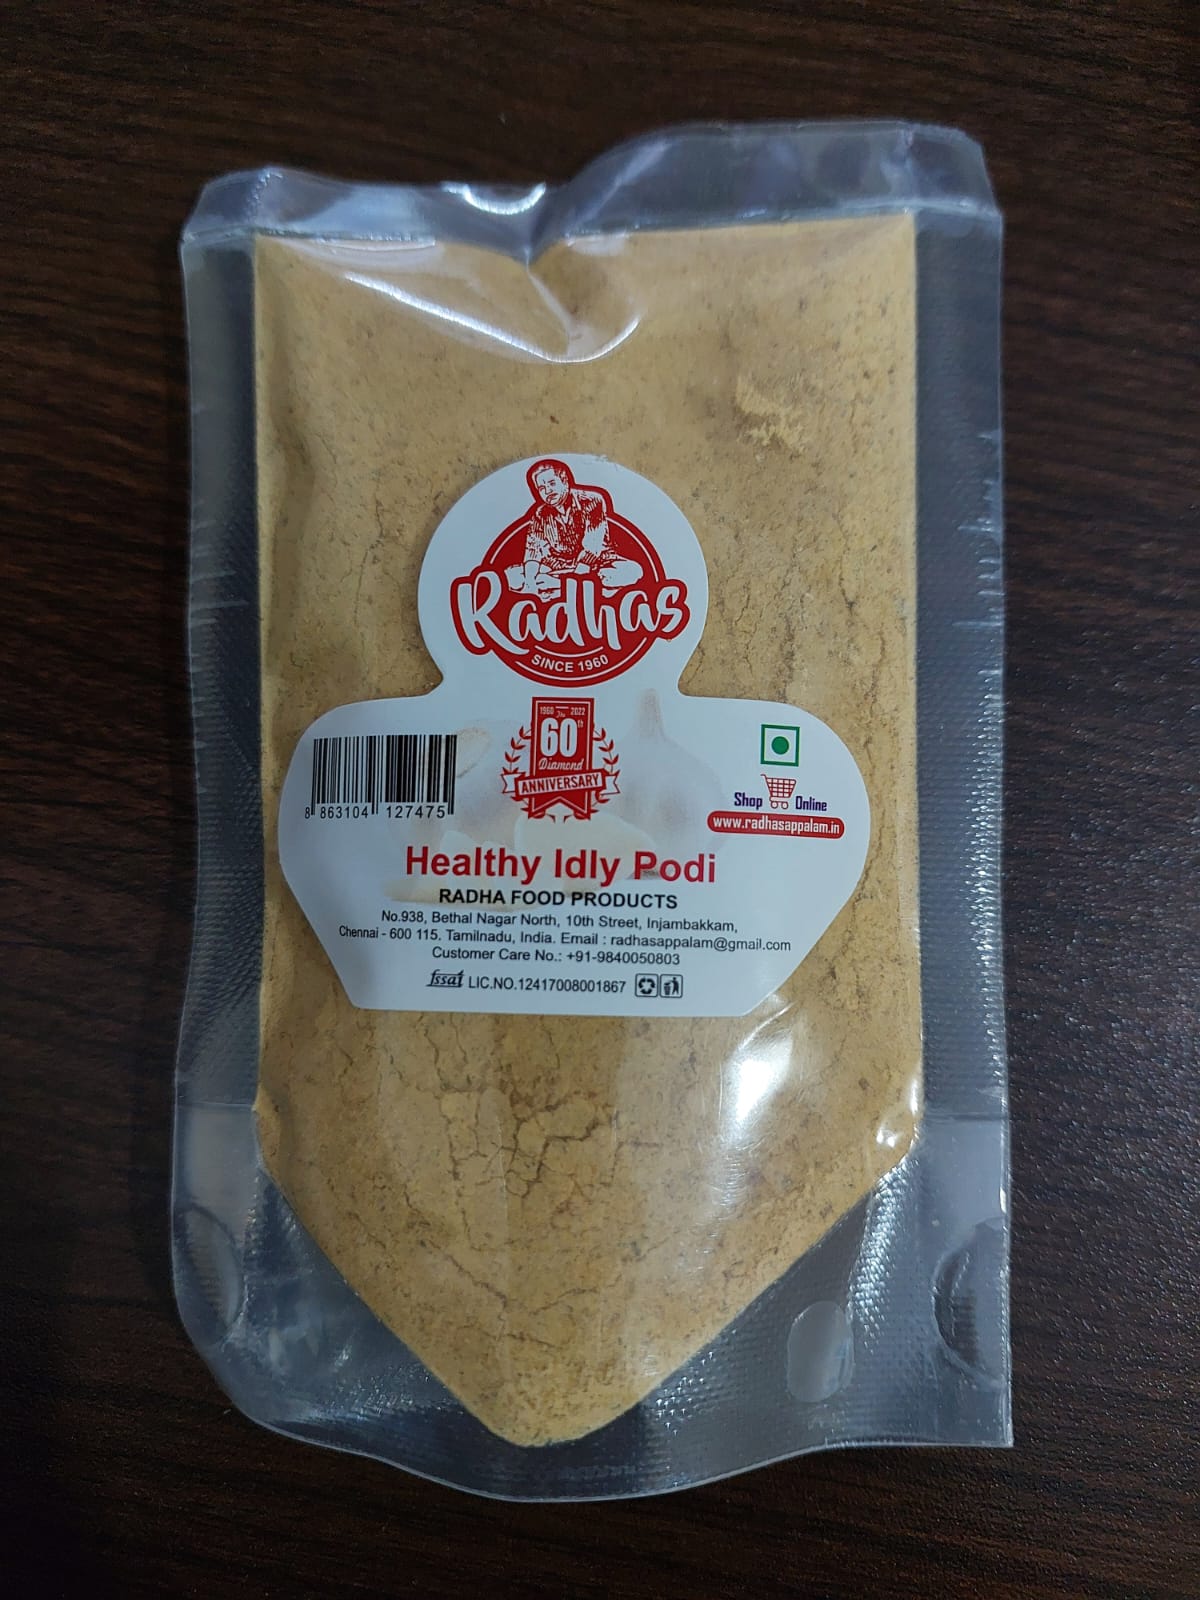 Radhas
SINCE 1960
1960 To 2022
60th
Diamond
ANNIVERSARY
8 863104 127475
Shop Online
www.radhasappalam.in
Healthy Idly Podi
RADHA FOOD PRODUCTS
No.938, Bethal Nagar North, 10th Street, Injambakkam,
Chennai - 600 115. Tamilnadu, India. Email : radhasappalam@gmail.com
Customer Care No.: +91-9840050803
fssai LIC.NO.12417008001867